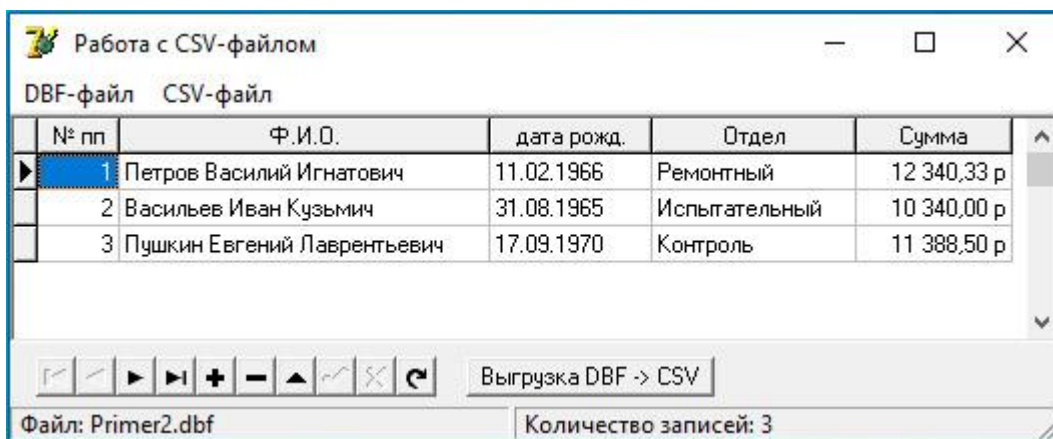 Работа с CSV-файлом
DBF-файл CSV-файл
№ пп Ф.И.О. дата рожд. Отдел Сумма
1 Петров Василий Игнатович 11.02.1966 Ремонтный 12 340,33 р
2 Васильев Иван Кузьмич 31.08.1965 Испытательный 10 340,00 р
3 Пушкин Евгений Лаврентьевич 17.09.1970 Контроль 11 388,50 р
Выгрузка DBF -> CSV
Файл: Primer2.dbf Количество записей: 3